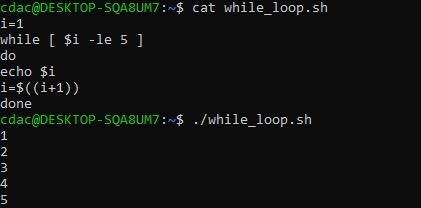 cdac@DESKTOP-SQA8UM7:~$ cat while_loop.sh
i=1
while [ $i -le 5 ]
do
echo $i
i=$((i+1))
done
cdac@DESKTOP-SQA8UM7:~$ ./while_loop.sh
1
2
3
4
5